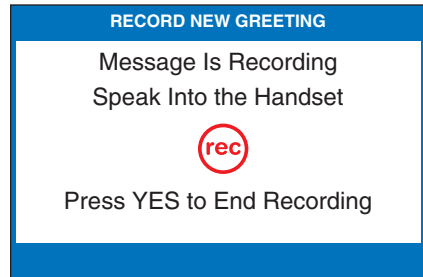 RECORD NEW GREETING
Message Is Recording
Speak Into the Handset
rec
Press YES to End Recording